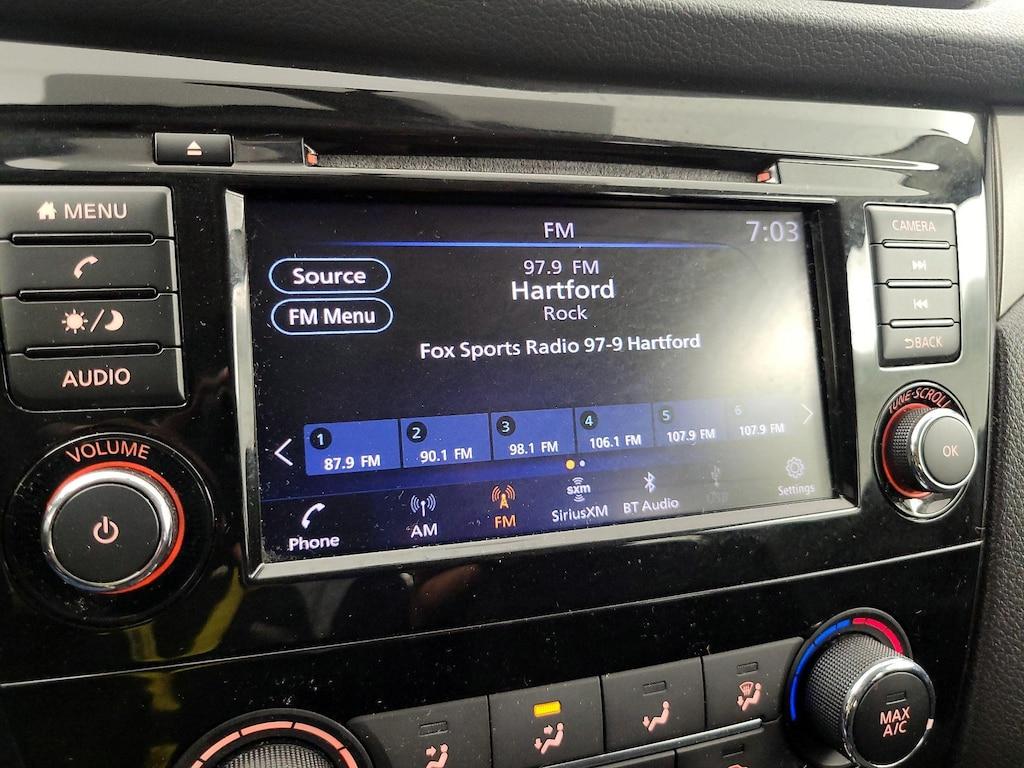 MENU
AUDIO
VOLUME
FM
7:03
Source
FM Menu
97.9 FM
Hartford
Rock
Fox Sports Radio 97-9 Hartford
1
87.9 FM
2
90.1 FM
3
98.1 FM
4
106.1 FM
5
107.9 FM
6
107.9 FM
Phone
AM
FM
sxm
SiriusXM
BT Audio
USB
Settings
CAMERA
BACK
TUNE·SCROLL
OK
MAX
A/C